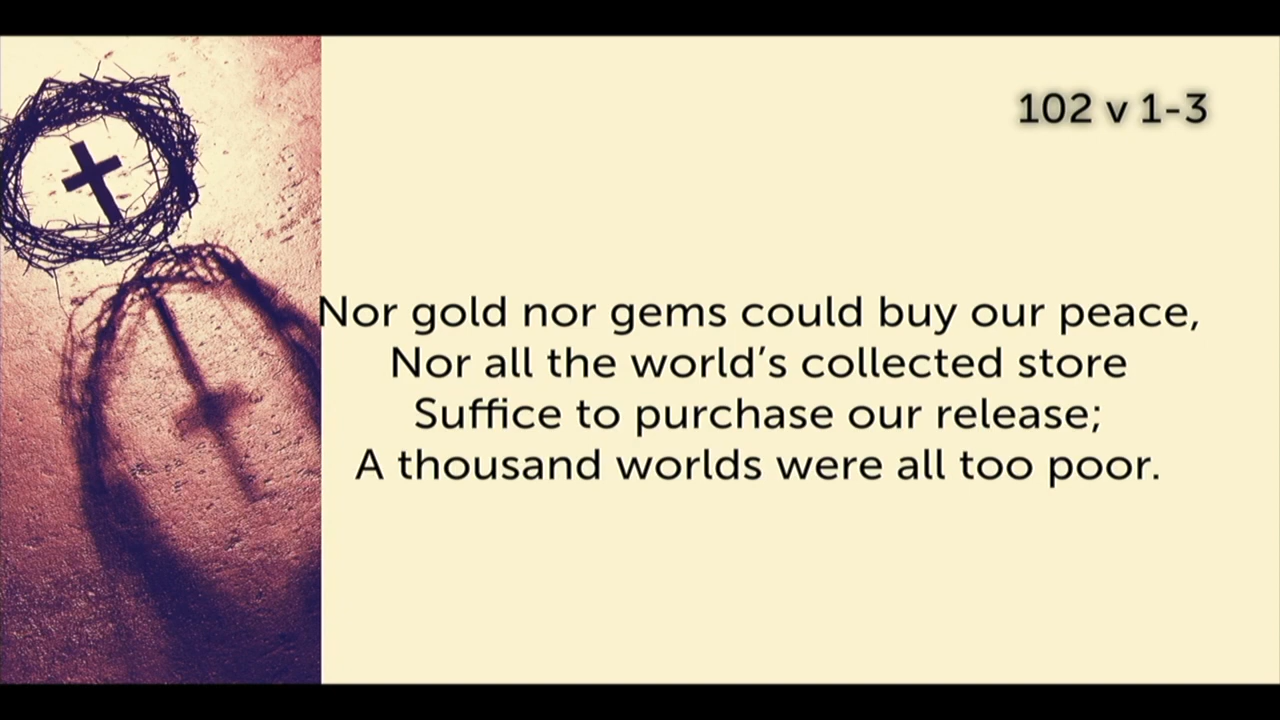 102 v 1-3
Nor gold nor gems could buy our peace,
Nor all the world’s collected store
Suffice to purchase our release;
A thousand worlds were all too poor.